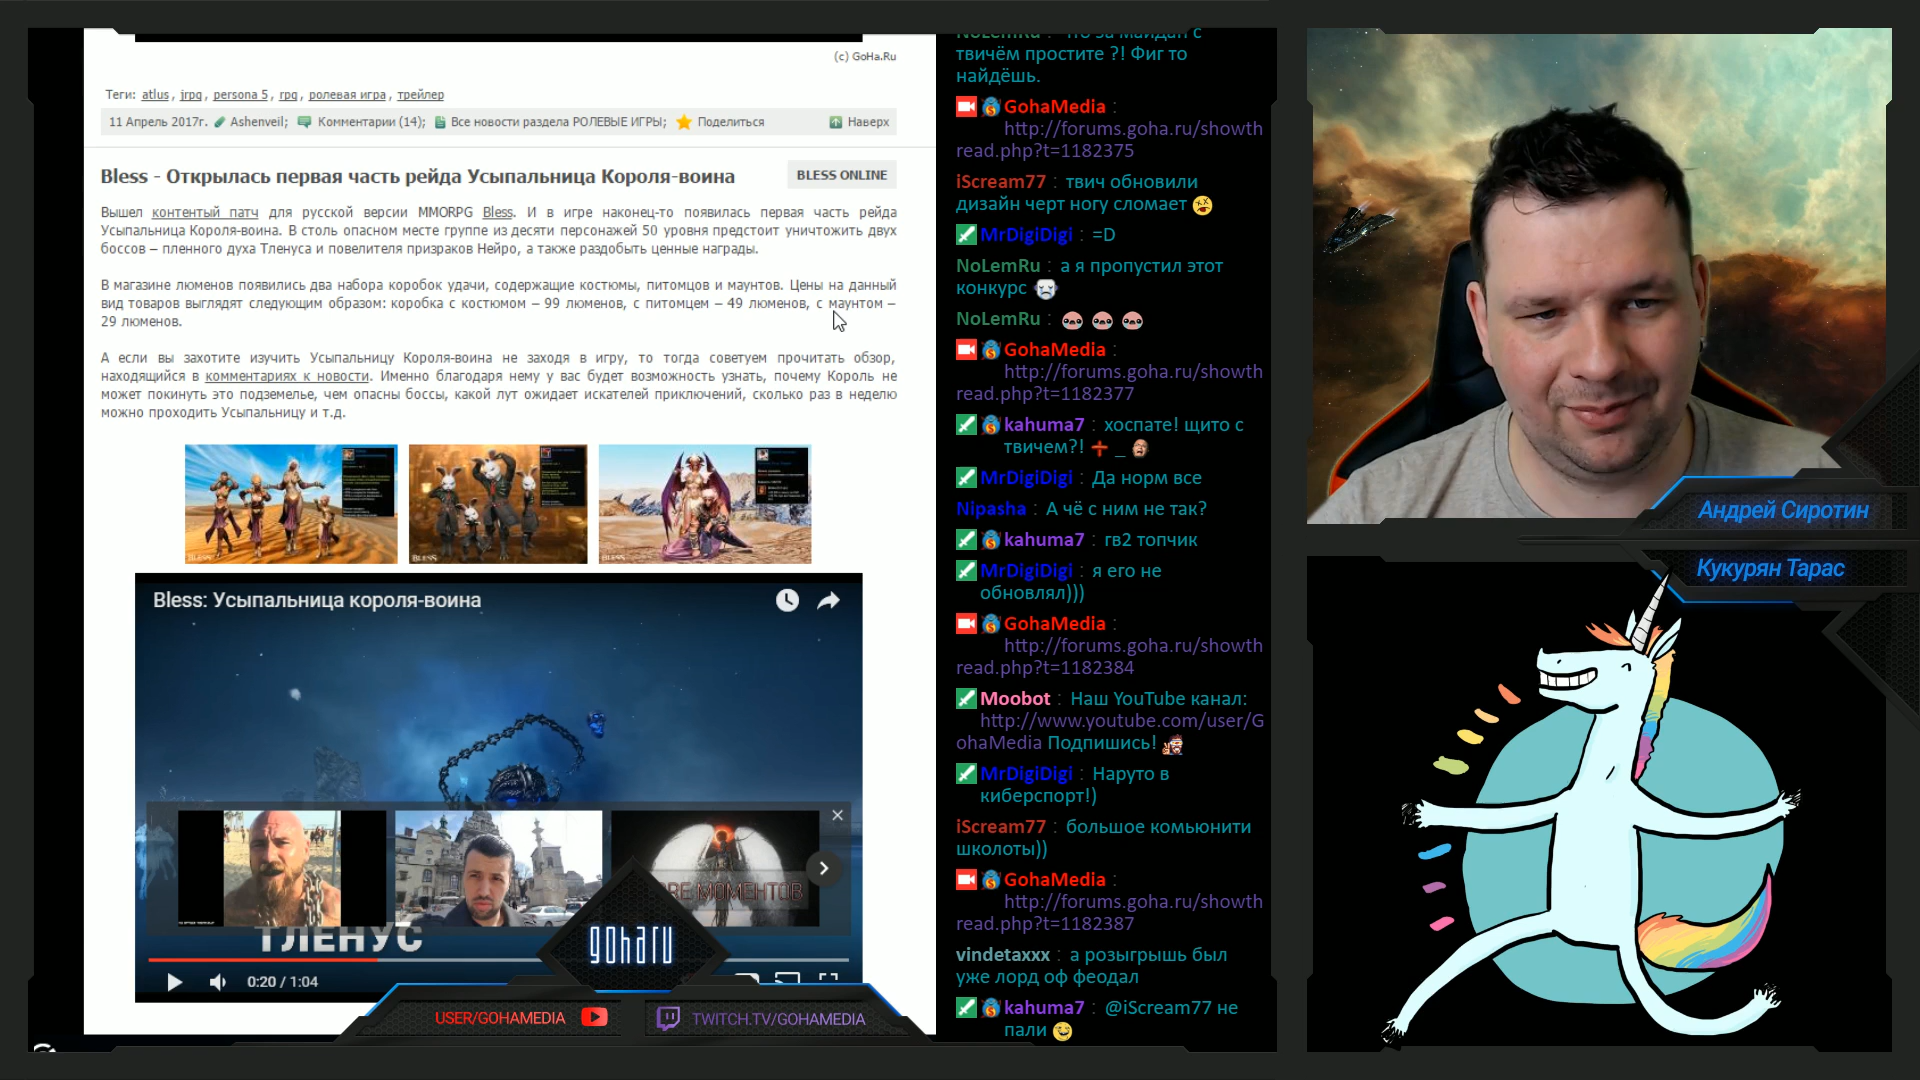 (c) GoHa.Ru
Теги: atlus, jrpg, persona 5, rpg, ролевая игра, трейлер
11 Апрель 2017г. Ashenveil; Комментарии (14); Все новости раздела РОЛЕВЫЕ ИГРЫ; Поделиться Наверх
Bless - Открылась первая часть рейда Усыпальница Короля-воина
BLESS ONLINE
Вышел контентый патч для русской версии MMORPG Bless. И в игре наконец-то появилась первая часть рейда
Усыпальница Короля-воина. В столь опасном месте группе из десяти персонажей 50 уровня предстоит уничтожить двух
боссов – пленного духа Тленуса и повелителя призраков Нейро, а также раздобыть ценные награды.
В магазине люменов появились два набора коробок удачи, содержащие костюмы, питомцов и маунтов. Цены на данный
вид товаров выглядят следующим образом: коробка с костюмом – 99 люменов, с питомцем – 49 люменов, с маунтом –
29 люменов.
А если вы захотите изучить Усыпальницу Короля-воина не заходя в игру, то тогда советуем прочитать обзор,
находящийся в комментариях к новости. Именно благодаря нему у вас будет возможность узнать, почему Король не
может покинуть это подземелье, чем опасны боссы, какой лут ожидает искателей приключений, сколько раз в неделю
можно проходить Усыпальницу и т.д.
BLESS
BLESS
BLESS
Bless: Усыпальница короля-воина
RE МОМЕНТОВ
ТЛЕНУС
0:20 / 1:04
goharu
USER/GOHAMEDIA
TWITCH.TV/GOHAMEDIA
NoLemRu : что за майдан с
твичём простите ?! Фиг то
найдёшь.
GohaMedia :
http://forums.goha.ru/showth
read.php?t=1182375
iScream77 : твич обновили
дизайн черт ногу сломает
MrDigiDigi : =D
NoLemRu : а я пропустил этот
конкурс
NoLemRu :
GohaMedia :
http://forums.goha.ru/showth
read.php?t=1182377
kahuma7 : хоспате! щито с
твичем?! _
MrDigiDigi : Да норм все
Nipasha : А чё с ним не так?
kahuma7 : гв2 топчик
MrDigiDigi : я его не
обновлял)))
GohaMedia :
http://forums.goha.ru/showth
read.php?t=1182384
Moobot : Наш YouTube канал:
http://www.youtube.com/user/G
ohaMedia Подпишись!
MrDigiDigi : Наруто в
киберспорт!)
iScream77 : большое комьюнити
школоты))
GohaMedia :
http://forums.goha.ru/showth
read.php?t=1182387
vindetaxxx : а розыгрышь был
уже лорд оф феодал
kahuma7 : @iScream77 не
пали
Андрей Сиротин
Кукурян Тарас